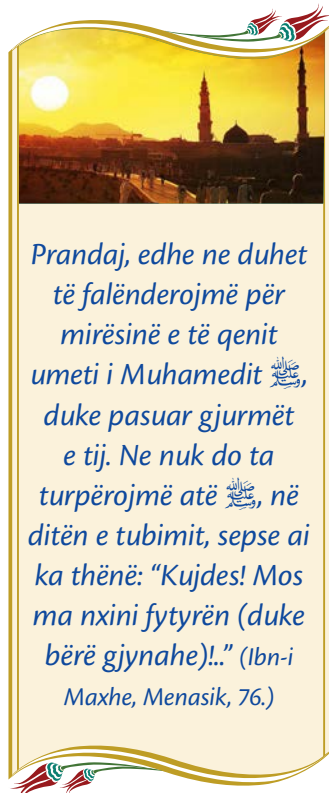 Prandaj, edhe ne duhet
të falënderojmë për
mirësinë e të qenit
umeti i Muhamedit ﷺ,
duke pasuar gjurmët
e tij. Ne nuk do ta
turpërojmë atë ﷺ, në
ditën e tubimit, sepse ai
ka thënë: “Kujdes! Mos
ma nxini fytyrën (duke
bërë gjynahe)!..” (Ibn-i
Maxhe, Menasik, 76.)